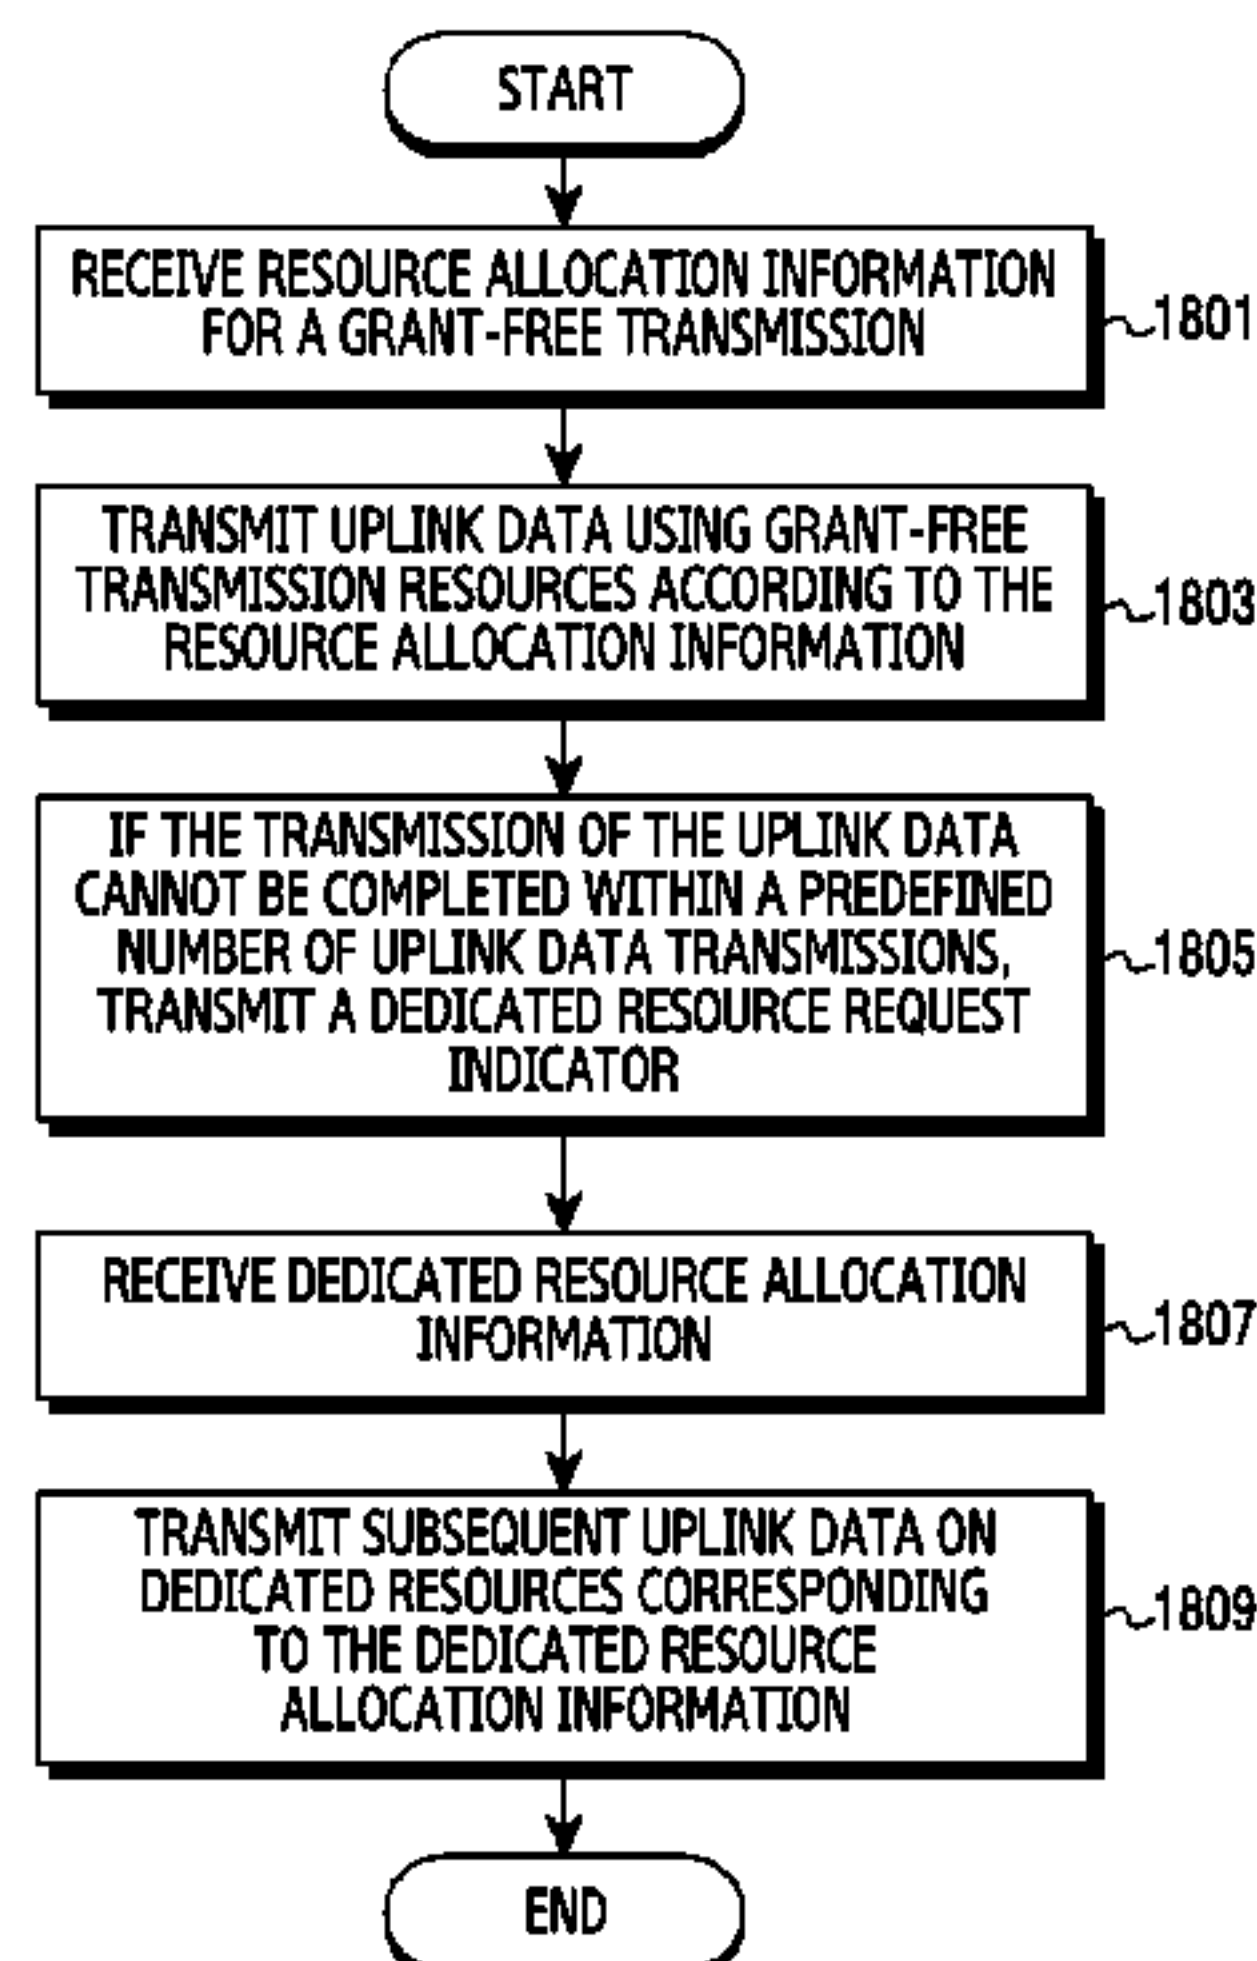 START
RECEIVE RESOURCE ALLOCATION INFORMATION
FOR A GRANT-FREE TRANSMISSION
1801
TRANSMIT UPLINK DATA USING GRANT-FREE
TRANSMISSION RESOURCES ACCORDING TO THE
RESOURCE ALLOCATION INFORMATION
1803
IF THE TRANSMISSION OF THE UPLINK DATA
CANNOT BE COMPLETED WITHIN A PREDEFINED
NUMBER OF UPLINK DATA TRANSMISSIONS,
TRANSMIT A DEDICATED RESOURCE REQUEST
INDICATOR
1805
RECEIVE DEDICATED RESOURCE ALLOCATION
INFORMATION
1807
TRANSMIT SUBSEQUENT UPLINK DATA ON
DEDICATED RESOURCES CORRESPONDING
TO THE DEDICATED RESOURCE
ALLOCATION INFORMATION
1809
END